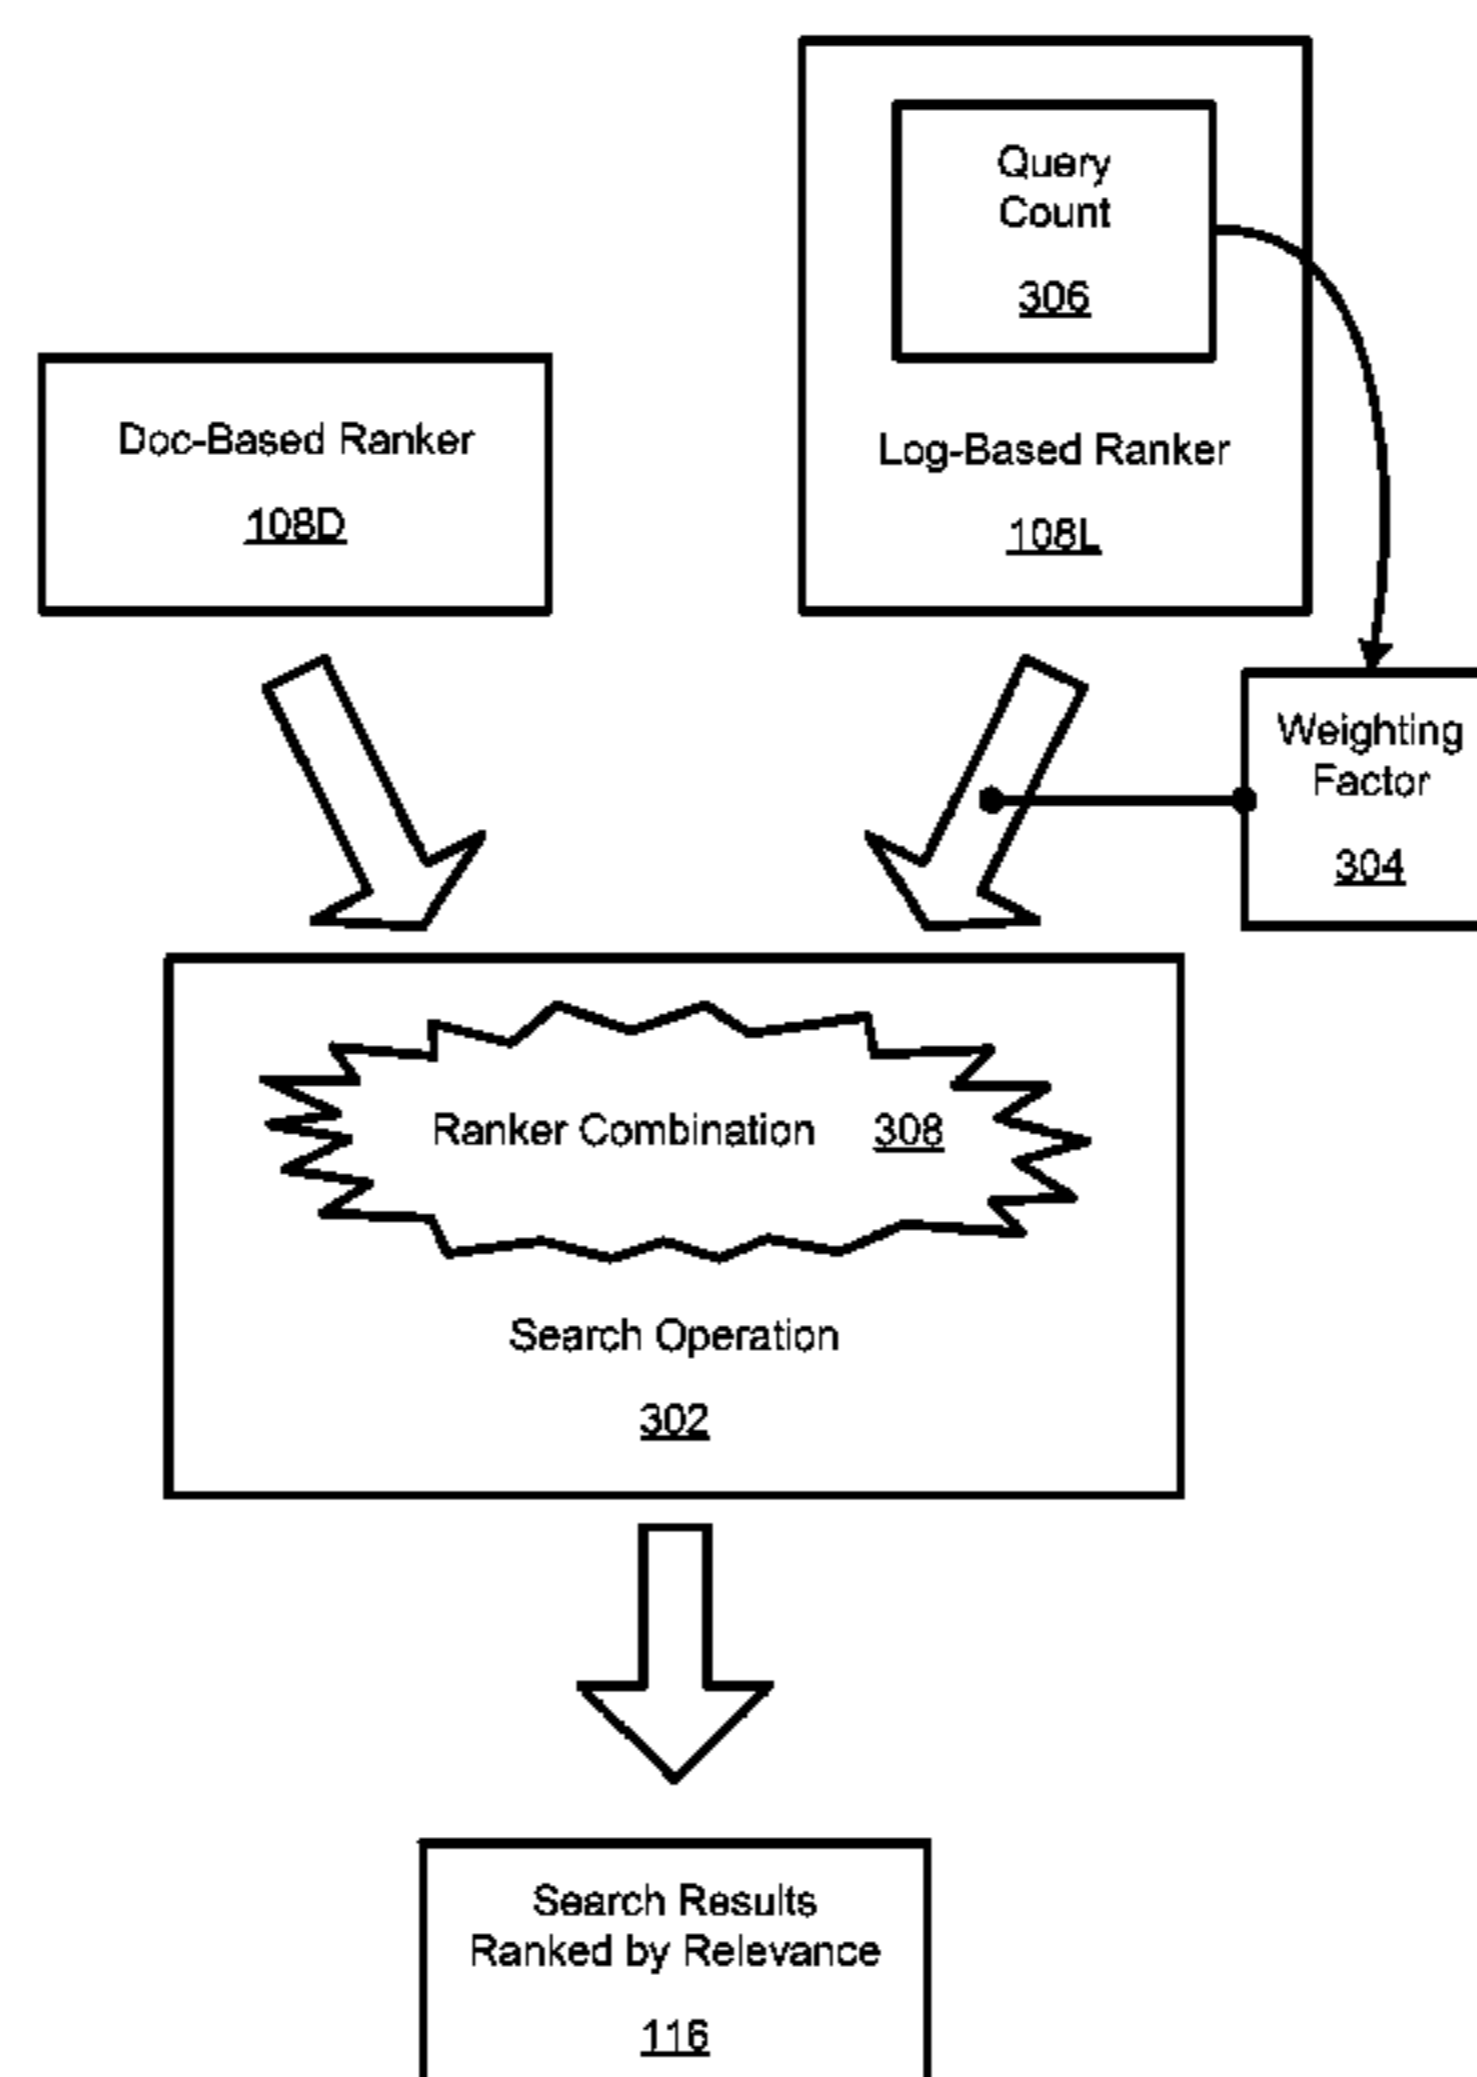 Query
Count
306
Doc-Based Ranker
108D
Log-Based Ranker
108L
Weighting
Factor
304
Ranker Combination 308
Search Operation
302
Search Results
Ranked by Relevance
116